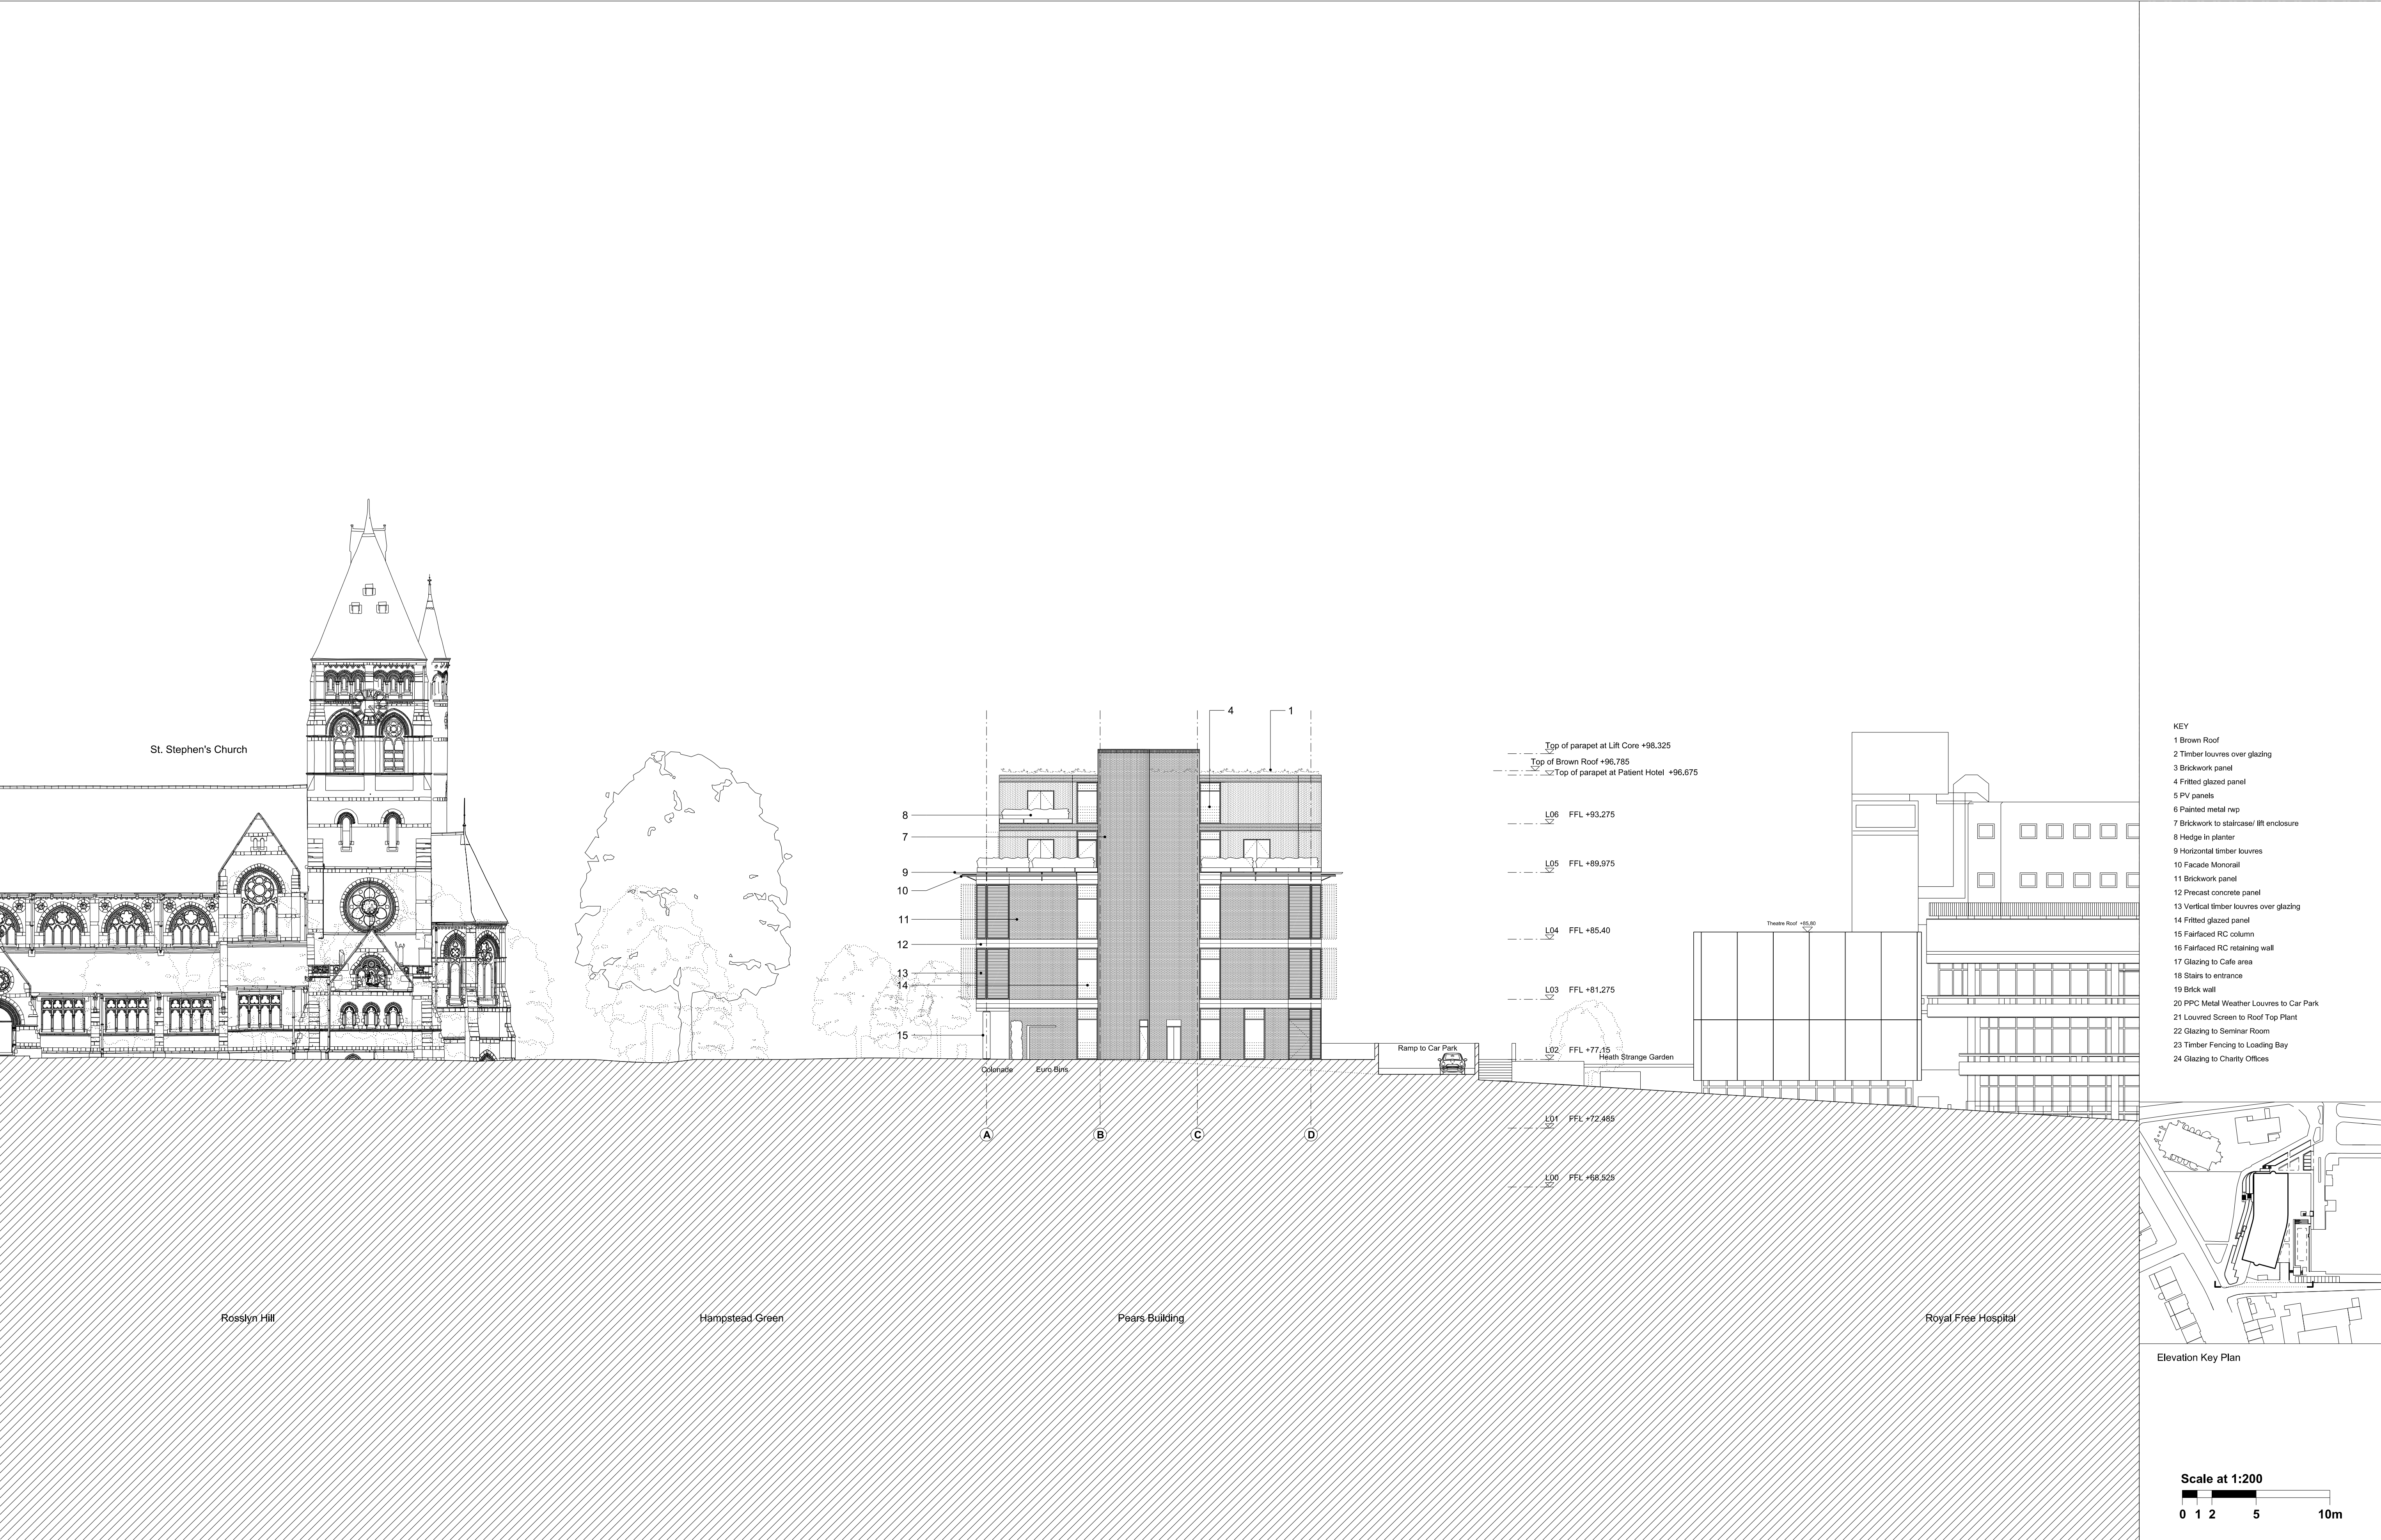 4
1
St. Stephen's Church
Top of parapet at Lift Core +98.325
Top of Brown Roof +96,785
Top of parapet at Patient Hotel +96.675
8
L06 FFL +93.275
7
L05 FFL +89,975
9
10
11
12
L04 FFL +85.40
13
14
L03 FFL +81,275
15
Theatre Roof +85,80
Ramp to Car Park
L02 FFL +77.15
Heath Strange Garden
Colonade
Euro Bins
L01 FFL +72.485
A
B
C
D
L00 FFL +68.525
Rosslyn Hill
Hampstead Green
Pears Building
Royal Free Hospital
KEY
1 Brown Roof
2 Timber louvres over glazing
3 Brickwork panel
4 Fritted glazed panel
5 PV panels
6 Painted metal rwp
7 Brickwork to staircase/ lift enclosure
8 Hedge in planter
9 Horizontal timber louvres
10 Facade Monorail
11 Brickwork panel
12 Precast concrete panel
13 Vertical timber louvres over glazing
14 Fritted glazed panel
15 Fairfaced RC column
16 Fairfaced RC retaining wall
17 Glazing to Cafe area
18 Stairs to entrance
19 Brick wall
20 PPC Metal Weather Louvres to Car Park
21 Louvred Screen to Roof Top Plant
22 Glazing to Seminar Room
23 Timber Fencing to Loading Bay
24 Glazing to Charity Offices
Elevation Key Plan
Scale at 1:200
0 1 2 5 10m